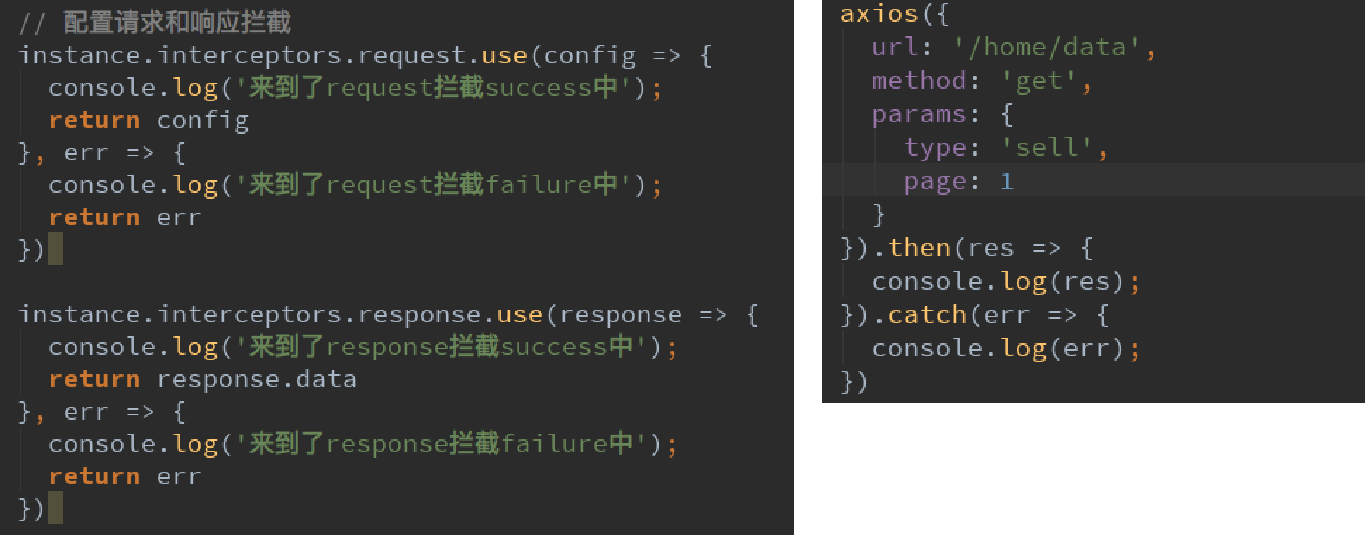 // 配置请求和响应拦截
instance.interceptors.request.use(config => {
  console.log('来到了request拦截success中');
  return config
}, err => {
  console.log('来到了request拦截failure中');
  return err
})
instance.interceptors.response.use(response => {
  console.log('来到了response拦截success中');
  return response.data
}, err => {
  console.log('来到了response拦截failure中');
  return err
})
axios({
  url: '/home/data',
  method: 'get',
  params: {
    type: 'sell',
    page: 1
  }
}).then(res => {
  console.log(res);
}).catch(err => {
  console.log(err);
})